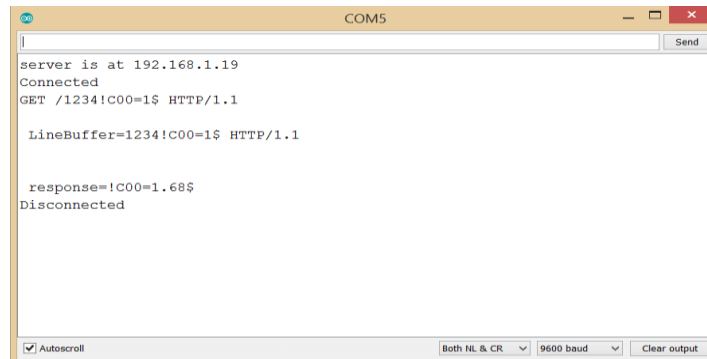 COM5
Send
server is at 192.168.1.19
Connected
GET /1234!C00=1$ HTTP/1.1
LineBuffer=1234!C00=1$ HTTP/1.1
response=!C00=1.68$
Disconnected
Autoscroll
Both NL & CR
9600 baud
Clear output